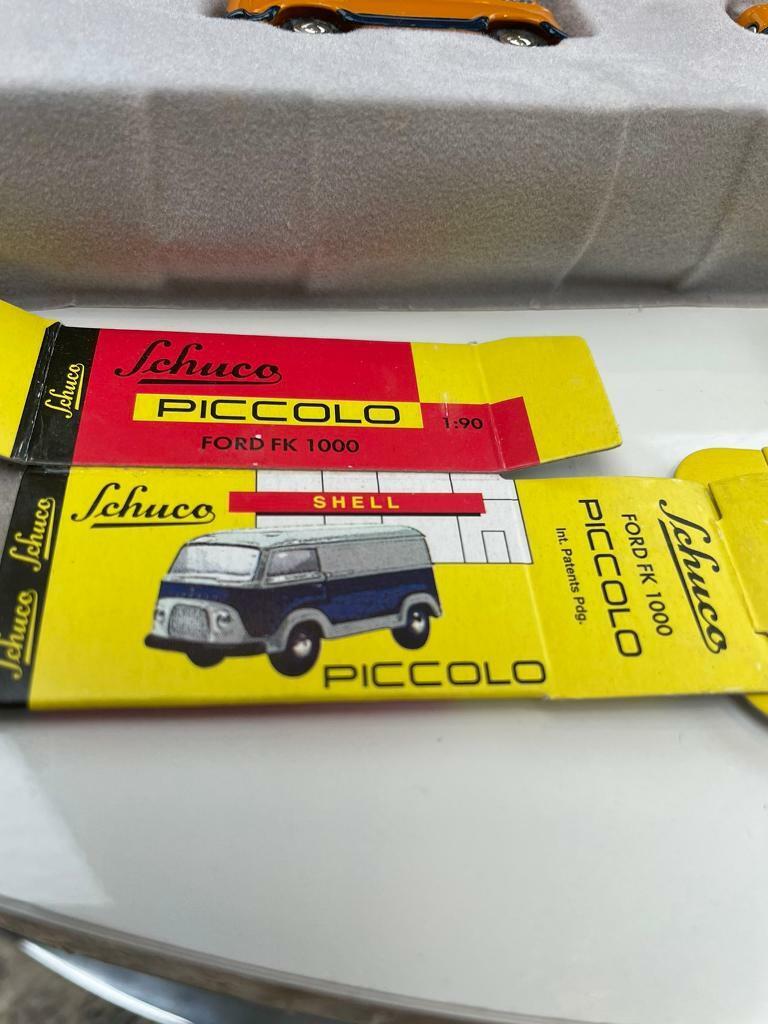 Schuco
Schuco
PICCOLO
1:90
FORD FK 1000
Schuco
Schuco
Schuco
SHELL
PICCOLO
Schuco
FORD FK 1000
PICCOLO
Int. Patents Pdg.